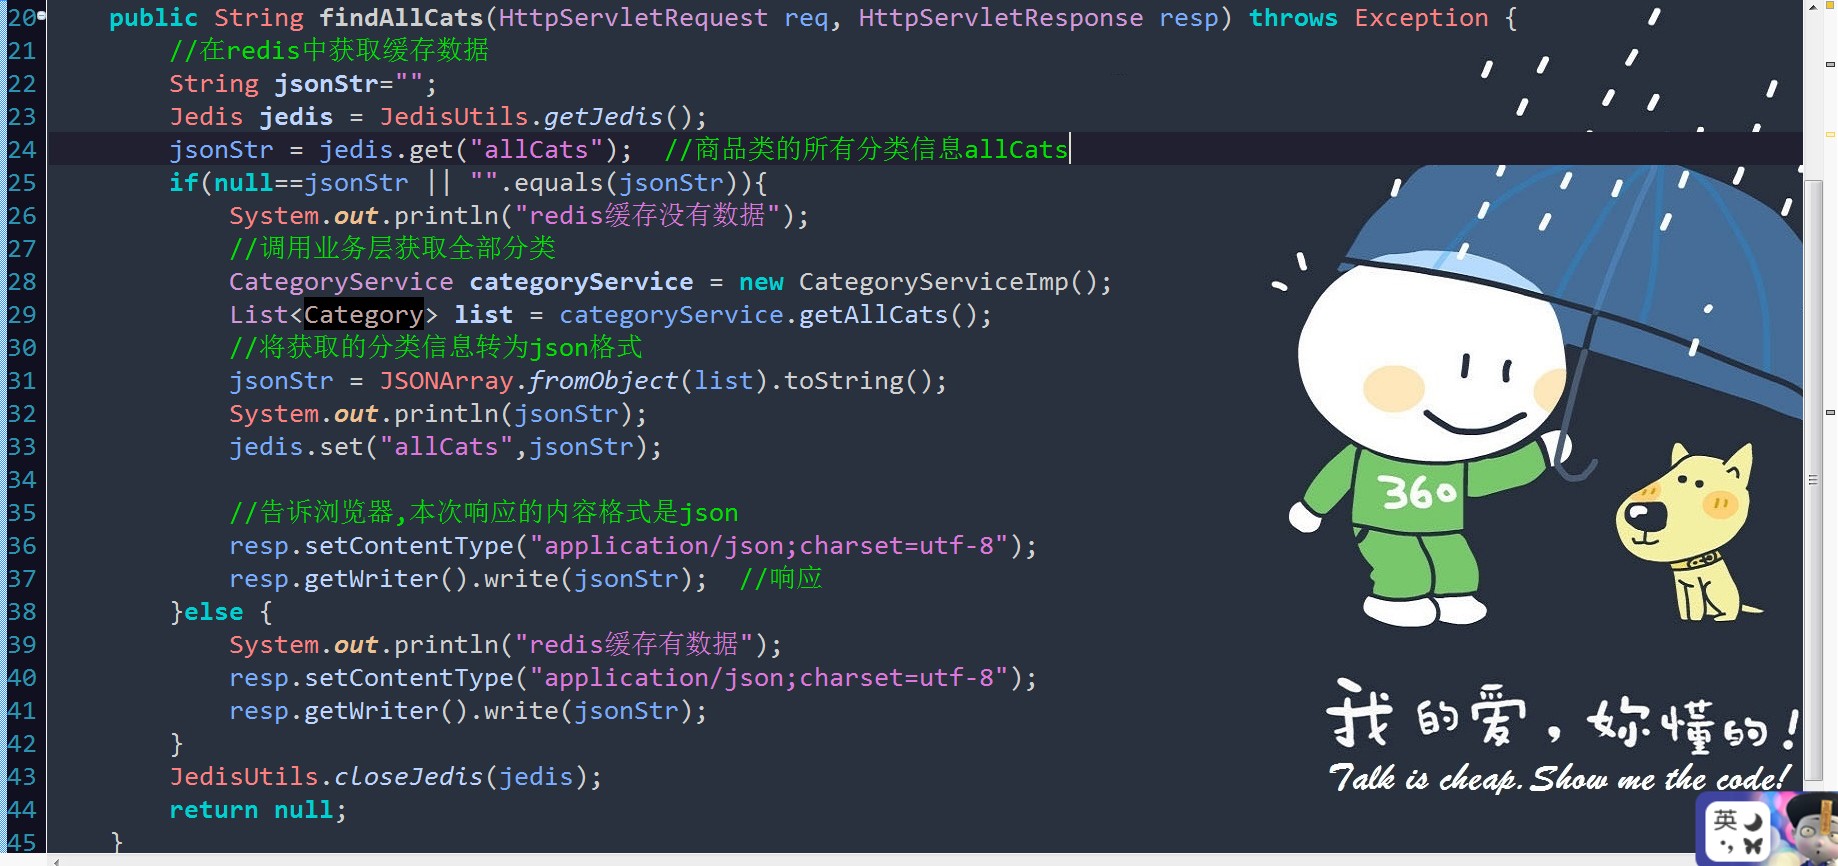 20 public String findAllCats(HttpServletRequest req, HttpServletResponse resp) throws Exception {
21 //在redis中获取缓存数据
22 String jsonStr="";
23 Jedis jedis = JedisUtils.getJedis();
24 jsonStr = jedis.get("allCats"); //商品类的所有分类信息allCats
25 if(null==jsonStr || "".equals(jsonStr)){
26 System.out.println("redis缓存没有数据");
27 //调用业务层获取全部分类
28 CategoryService categoryService = new CategoryServiceImp();
29 List<Category> list = categoryService.getAllCats();
30 //将获取的分类信息转为json格式
31 jsonStr = JSONArray.fromObject(list).toString();
32 System.out.println(jsonStr);
33 jedis.set("allCats",jsonStr);
34
35 //告诉浏览器,本次响应的内容格式是json
36 resp.setContentType("application/json;charset=utf-8");
37 resp.getWriter().write(jsonStr); //响应
38 }else {
39 System.out.println("redis缓存有数据");
40 resp.setContentType("application/json;charset=utf-8");
41 resp.getWriter().write(jsonStr);
42 }
43 JedisUtils.closeJedis(jedis);
44 return null;
45 }
360
我的爱，妳懂的！
Talk is cheap. Show me the code!
英